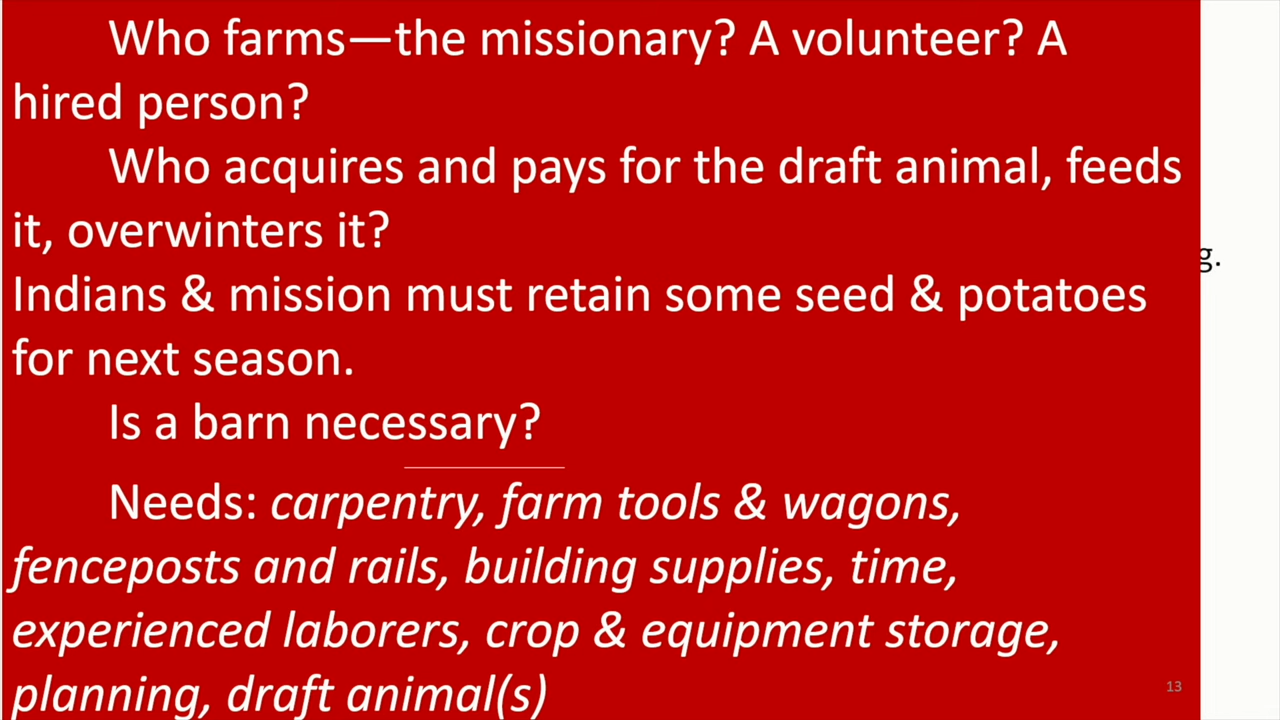 Who farms—the missionary? A volunteer? A
hired person?
Who acquires and pays for the draft animal, feeds
it, overwinters it?
g.
Indians & mission must retain some seed & potatoes
for next season.
Is a barn necessary?
Needs: carpentry, farm tools & wagons,
fenceposts and rails, building supplies, time,
experienced laborers, crop & equipment storage,
planning, draft animal(s)
13